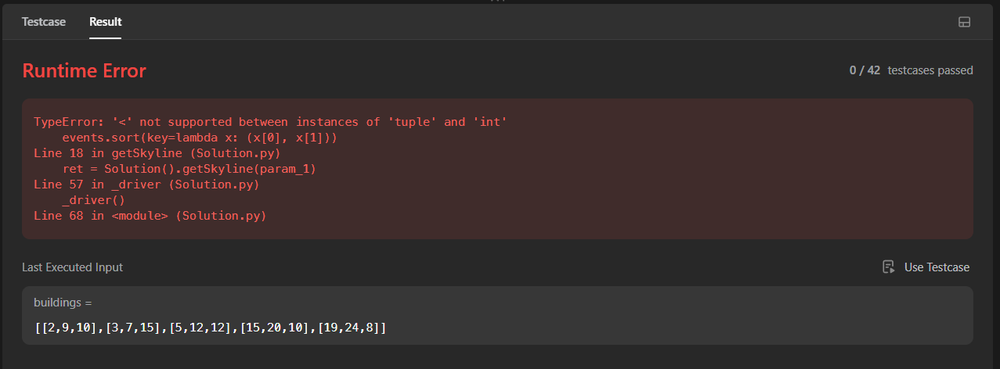 Testcase Result
Runtime Error 0 / 42 testcases passed
TypeError: '<' not supported between instances of 'tuple' and 'int'
    events.sort(key=lambda x: (x[0], x[1]))
Line 18 in getSkyline (Solution.py)
    ret = Solution().getSkyline(param_1)
Line 57 in _driver (Solution.py)
    _driver()
Line 68 in <module> (Solution.py)
Last Executed Input Use Testcase
buildings =
[[2,9,10],[3,7,15],[5,12,12],[15,20,10],[19,24,8]]